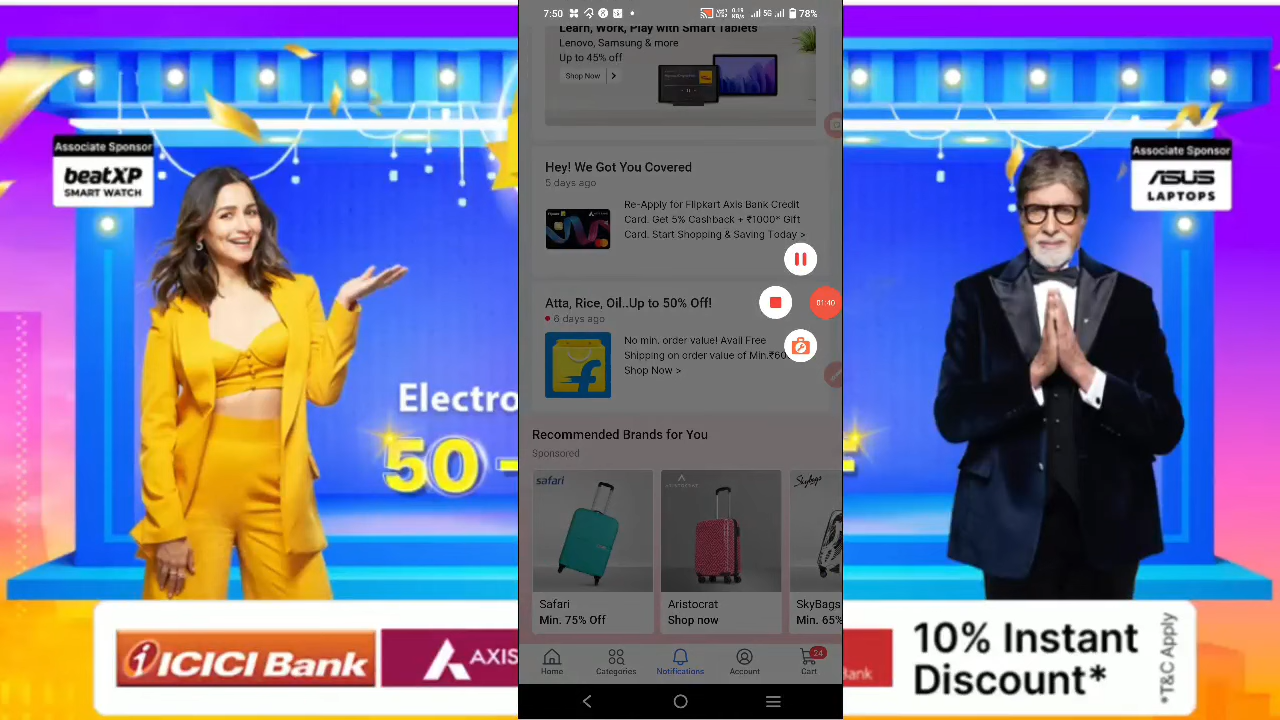 7:50
5G
78%
Learn, Work, Play with Smart Tablets
Lenovo, Samsung & more
Up to 45% off
Shop Now
Associate Sponsor
beatXP
SMART WATCH
Associate Sponsor
ASUS
LAPTOPS
Hey! We Got You Covered
5 days ago
Re-Apply for Flipkart Axis Bank Credit
Card. Get 5% Cashback + ₹1000* Gift
Card. Start Shopping & Saving Today >
01:40
Atta, Rice, Oil..Up to 50% Off!
6 days ago
No min. order value! Avail Free
Shipping on order value of Min.₹60
Shop Now >
Electro
50 –
Recommended Brands for You
Sponsored
safari
ARISTOCRAT
Skybags
Safari
Min. 75% Off
Aristocrat
Shop now
SkyBags
Min. 65%
ICICI Bank
AXIS
Bank
10% Instant
Discount*
*T&C Apply
Home
Categories
Notifications
Account
24
Cart